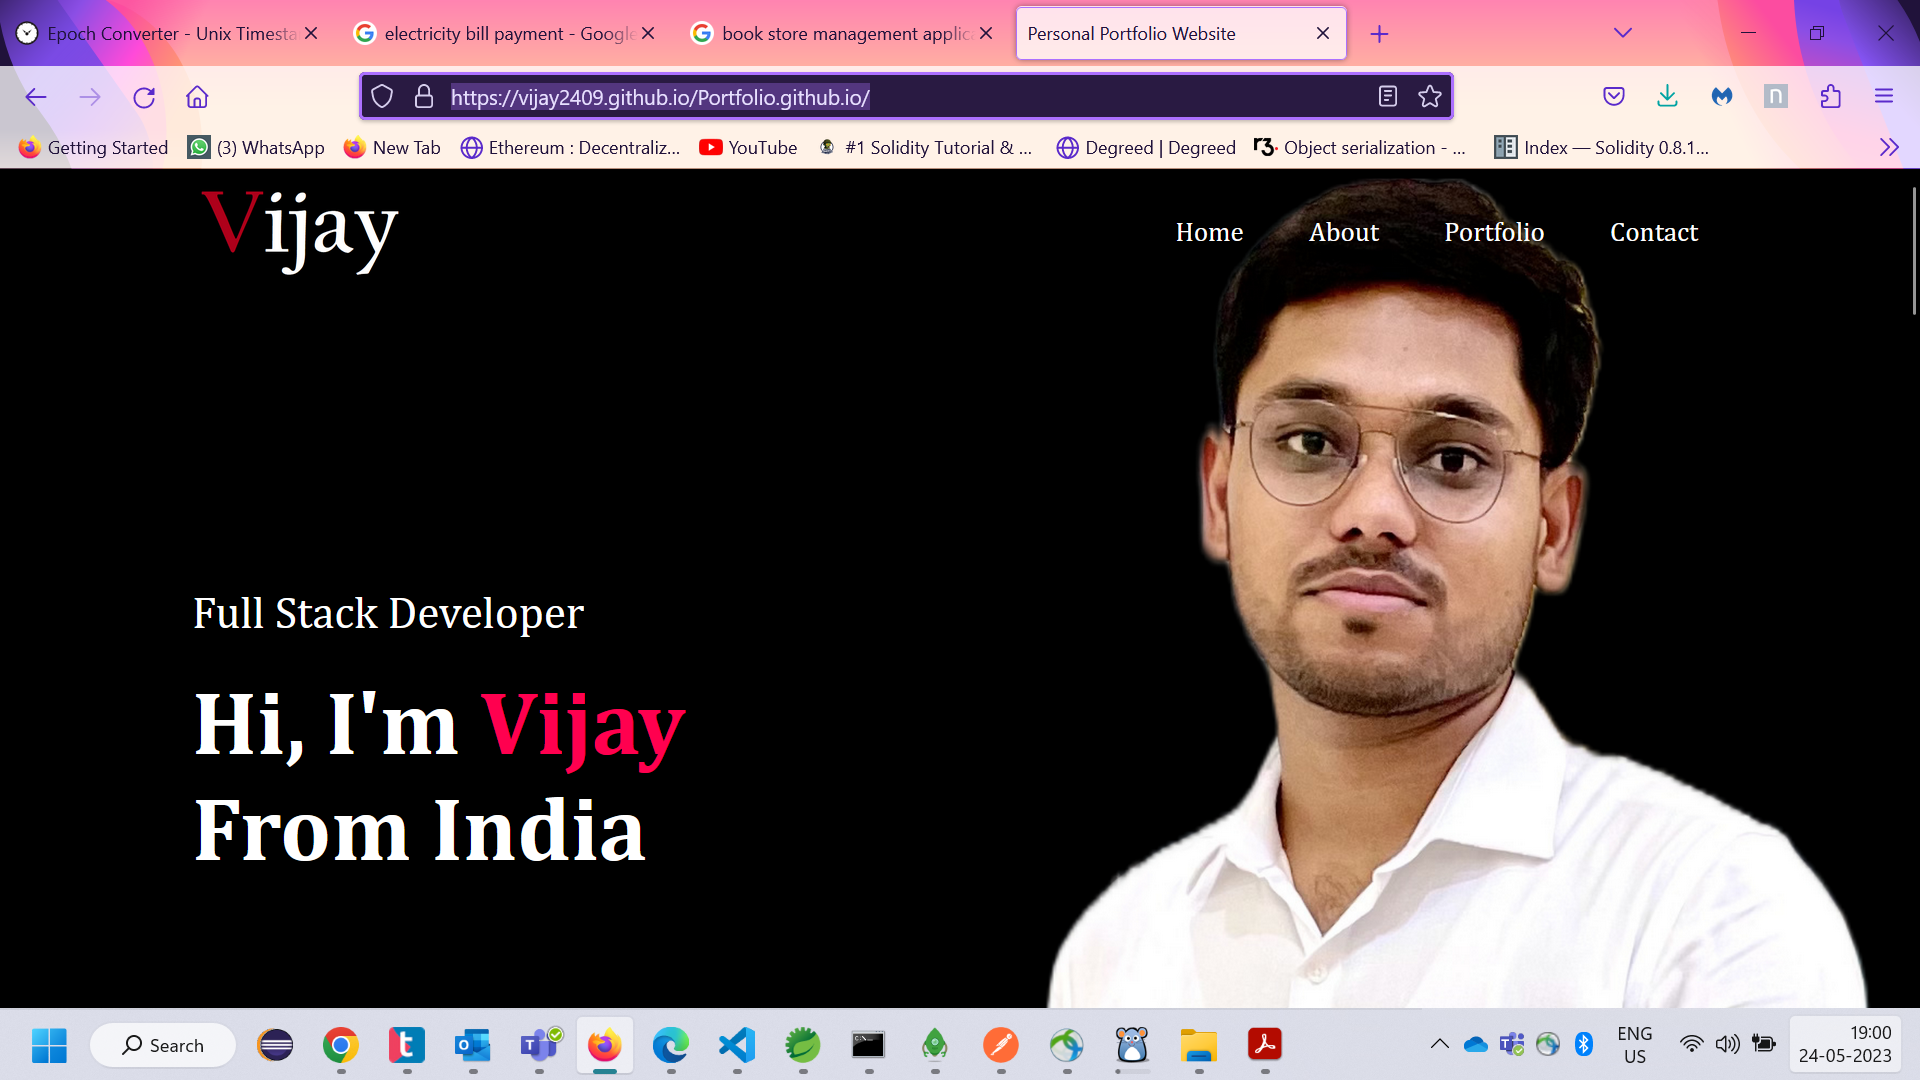 Epoch Converter - Unix Timesta
electricity bill payment - Google
book store management applica
Personal Portfolio Website
https://vijay2409.github.io/Portfolio.github.io/
n
Getting Started
(3) WhatsApp
New Tab
Ethereum : Decentraliz...
YouTube
#1 Solidity Tutorial & ...
Degreed | Degreed
r3. Object serialization - ...
Index — Solidity 0.8.1...
Vijay
Home
About
Portfolio
Contact
Full Stack Developer
Hi, I'm Vijay
From India
Search
ENG
US
19:00
24-05-2023